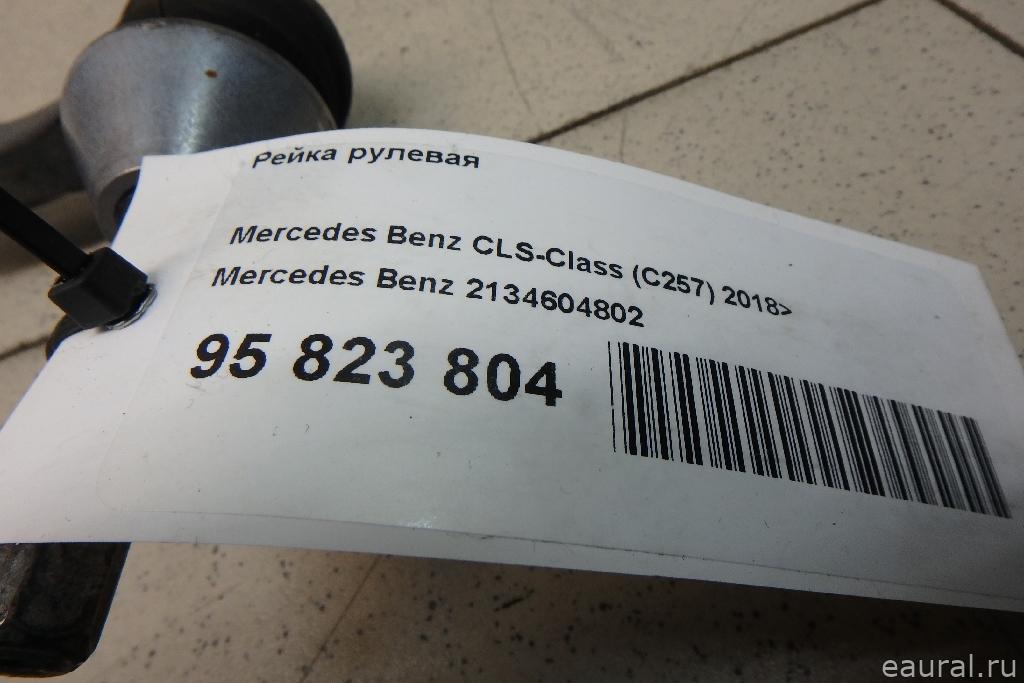 Рейка рулевая
Mercedes Benz CLS-Class (C257) 2018>
Mercedes Benz 2134604802
95 823 804
eaural.ru